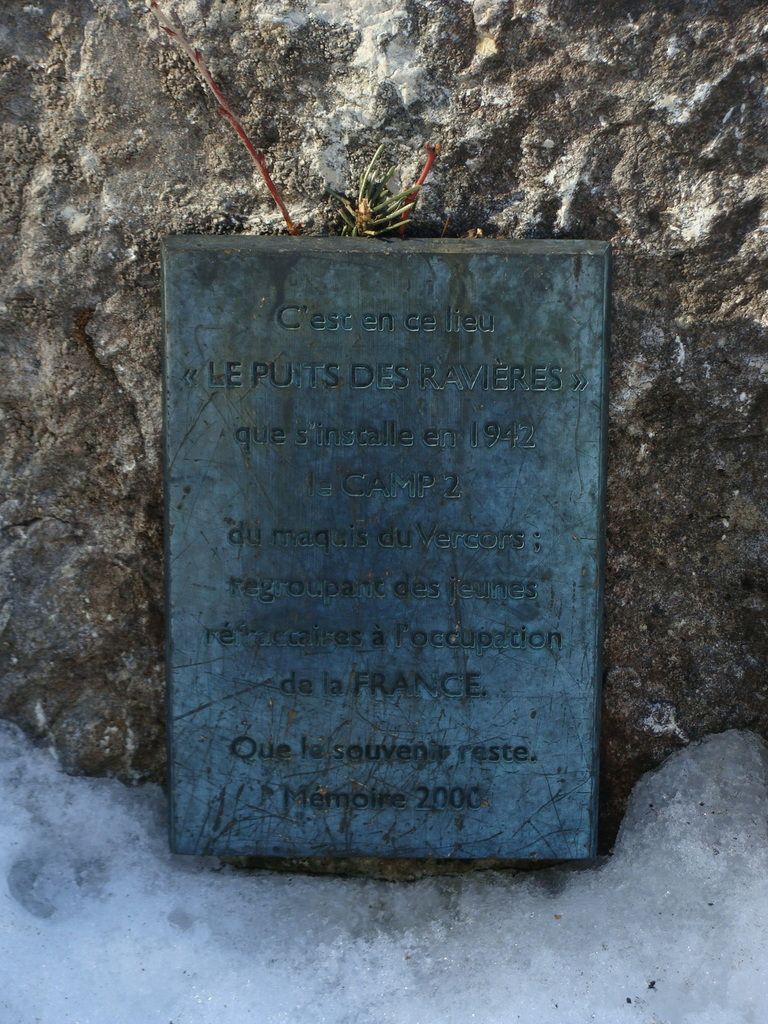 C'est en ce lieu
« LE PUITS DES RAVIÈRES »
que s'installe en 1942
le CAMP 2
du maquis du Vercors ;
regroupant des jeunes
réfractaires à l'occupation
de la FRANCE.
Que le souvenir reste.
Mémoire 2000